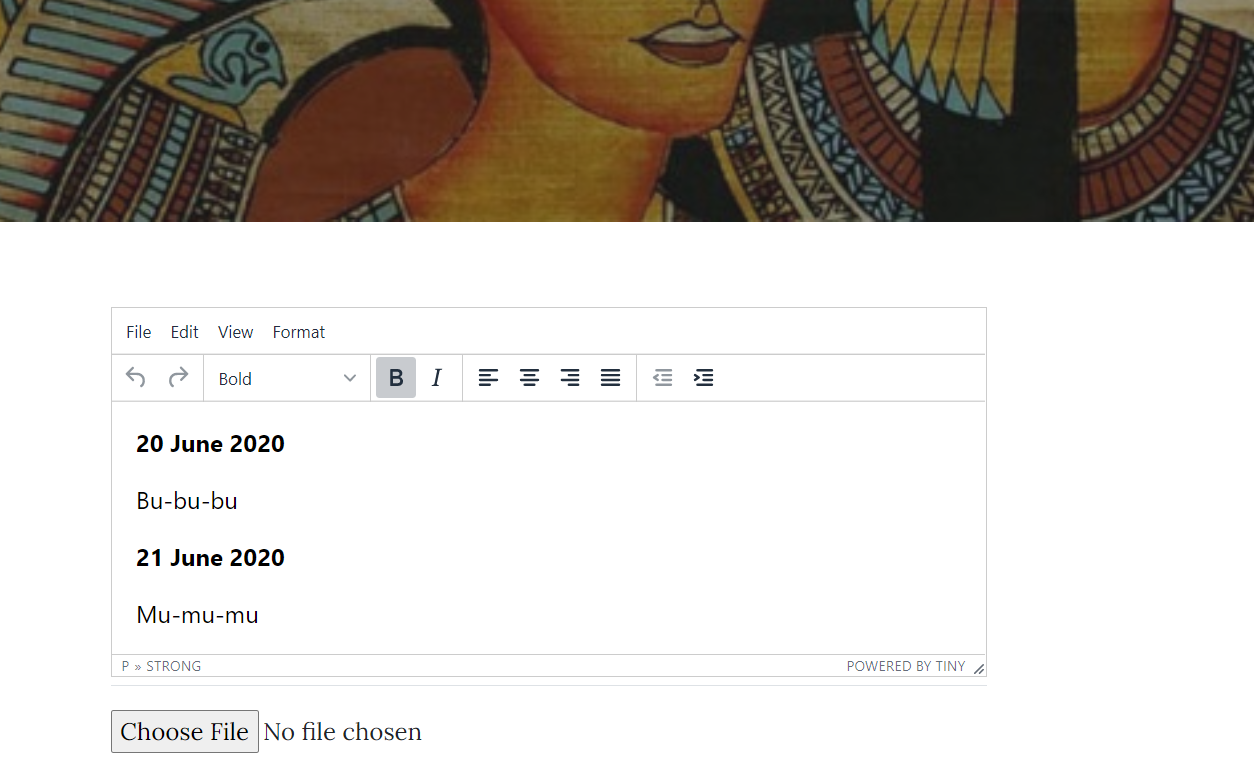 File Edit View Format
Bold B I
20 June 2020
Bu-bu-bu
21 June 2020
Mu-mu-mu
P » STRONG POWERED BY TINY
Choose File No file chosen